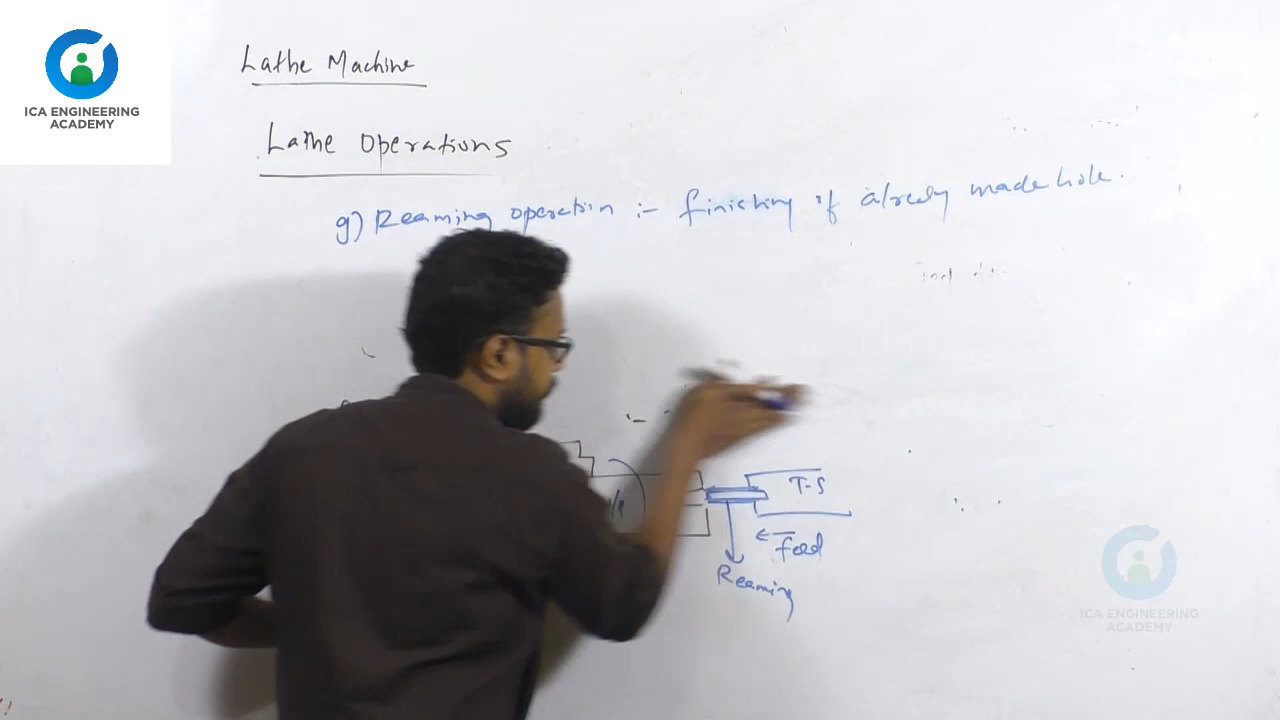 ICA ENGINEERING
ACADEMY
Lathe Machine
Lathe Operations
g) Reaming operation :- finishing of already made hole.
T-S
← Feed
Reaming
ICA ENGINEERING
ACADEMY